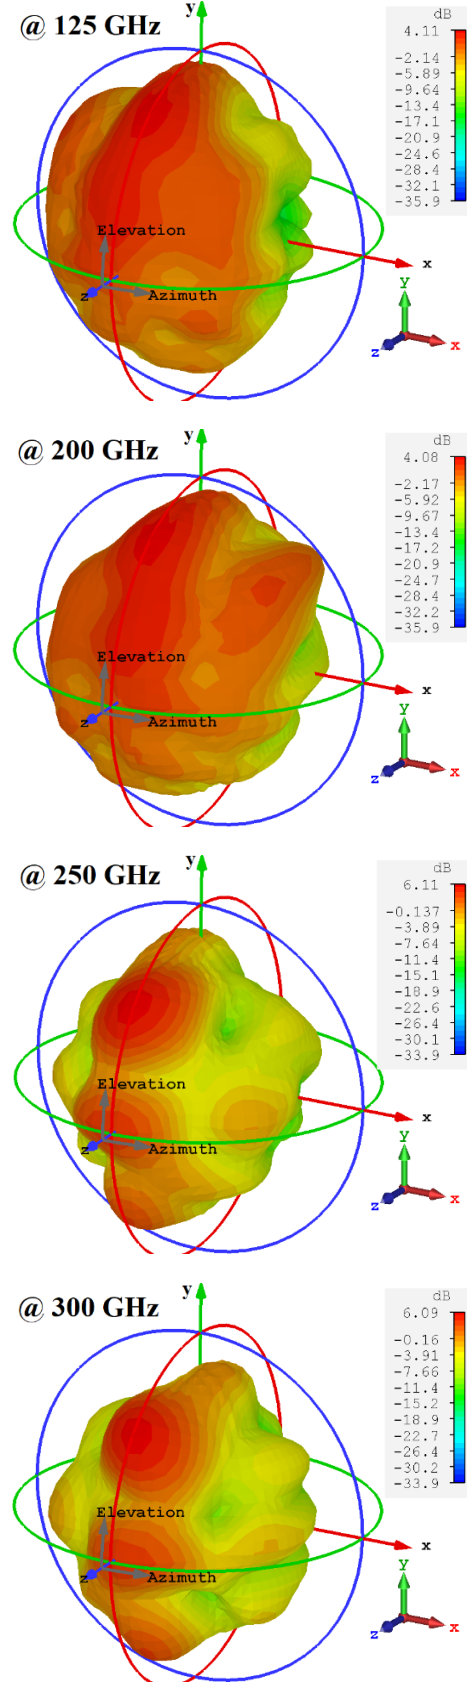 @ 125 GHz
y
dB
4.11
-2.14
-5.89
-9.64
-13.4
-17.1
-20.9
-24.6
-28.4
-32.1
-35.9
Elevation
z
Azimuth
x
y
z
x
@ 200 GHz
y
dB
4.08
-2.17
-5.92
-9.67
-13.4
-17.2
-20.9
-24.7
-28.4
-32.2
-35.9
Elevation
z
Azimuth
x
Y
z
x
@ 250 GHz
y
dB
6.11
-0.137
-3.89
-7.64
-11.4
-15.1
-18.9
-22.6
-26.4
-30.1
-33.9
Elevation
z
Azimuth
x
Y
z
x
@ 300 GHz
y
dB
6.09
-0.16
-3.91
-7.66
-11.4
-15.2
-18.9
-22.7
-26.4
-30.2
-33.9
Elevation
z
Azimuth
x
Y
z
x